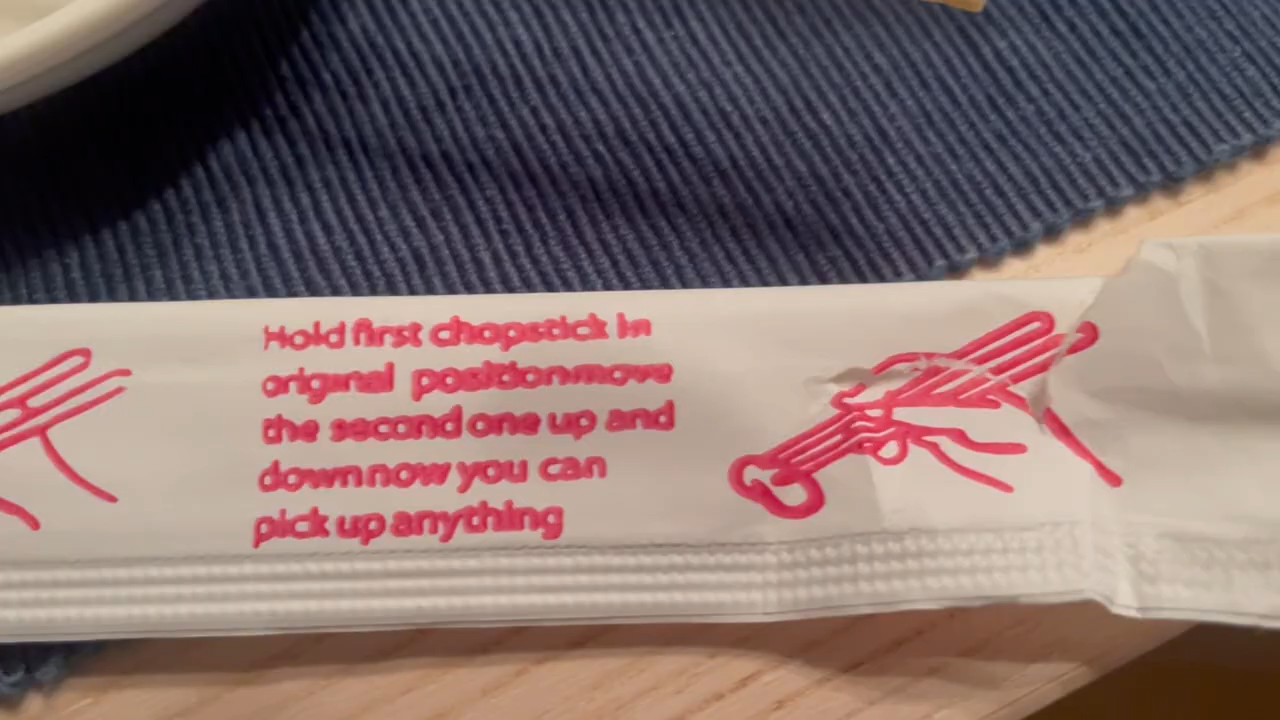 Hold first chopstick in
original positionmove
the second one up and
downnow you can
pick up anything